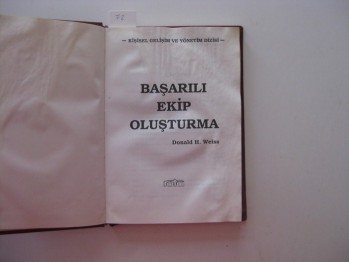 - KİŞİSEL GELİŞİM VE YÖNETİM DİZİSİ -
BAŞARILI
EKİP
OLUŞTURMA
Donald H. Weiss